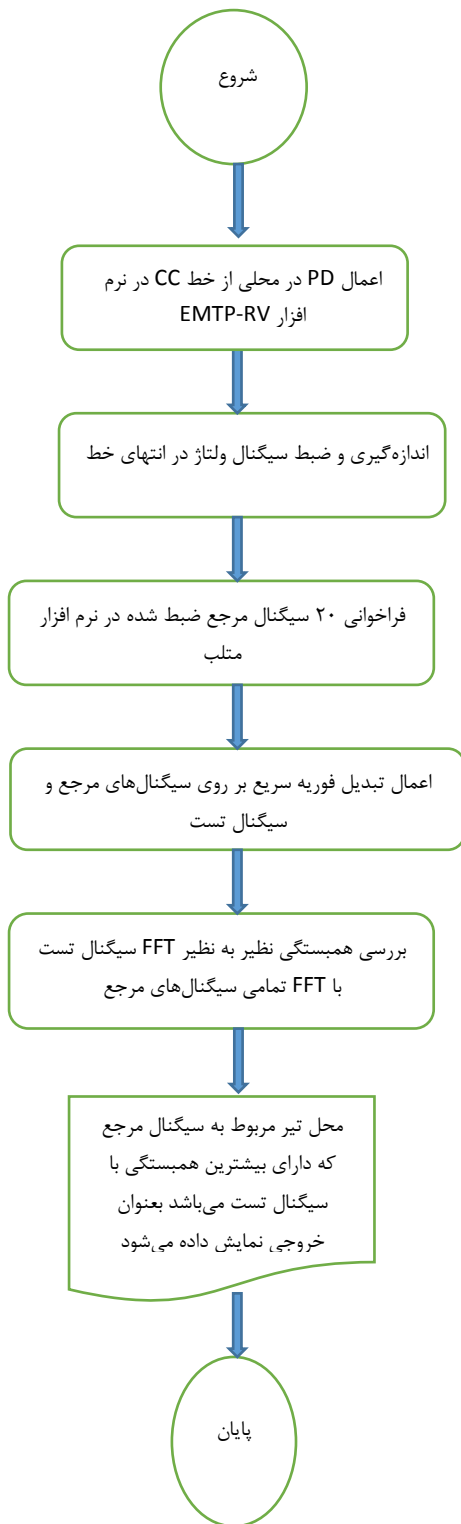 شروع
اعمال PD در محلی از خط CC در نرم
افزار EMTP-RV
اندازه‌گیری و ضبط سیگنال ولتاژ در انتهای خط
فراخوانی ۲۰ سیگنال مرجع ضبط شده در نرم افزار
متلب
اعمال تبدیل فوریه سریع بر روی سیگنال‌های مرجع و
سیگنال تست
بررسی همبستگی نظیر به نظیر FFT سیگنال تست
با FFT تمامی سیگنال‌های مرجع
محل تیر مربوط به سیگنال مرجع
که دارای بیشترین همبستگی با
سیگنال تست می‌باشد بعنوان
خروجی نمایش داده می‌شود
پایان